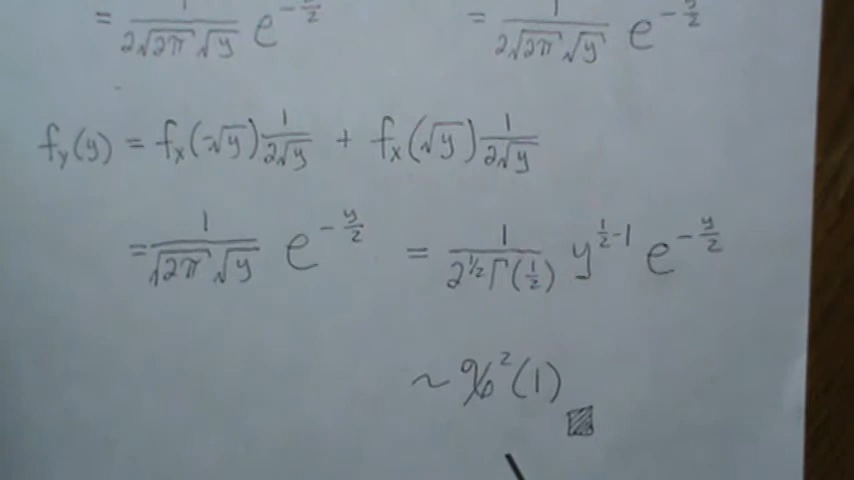 = 1/(2√2π √y) e^(-y/2) = 1/(2√2π √y) e^(-y/2)
f_Y(y) = f_X(-√y) 1/(2√y) + f_X(√y) 1/(2√y)
= 1/(√2π √y) e^(-y/2) = 1/(2^(1/2) Γ(1/2)) y^(1/2-1) e^(-y/2)
~ χ²(1)